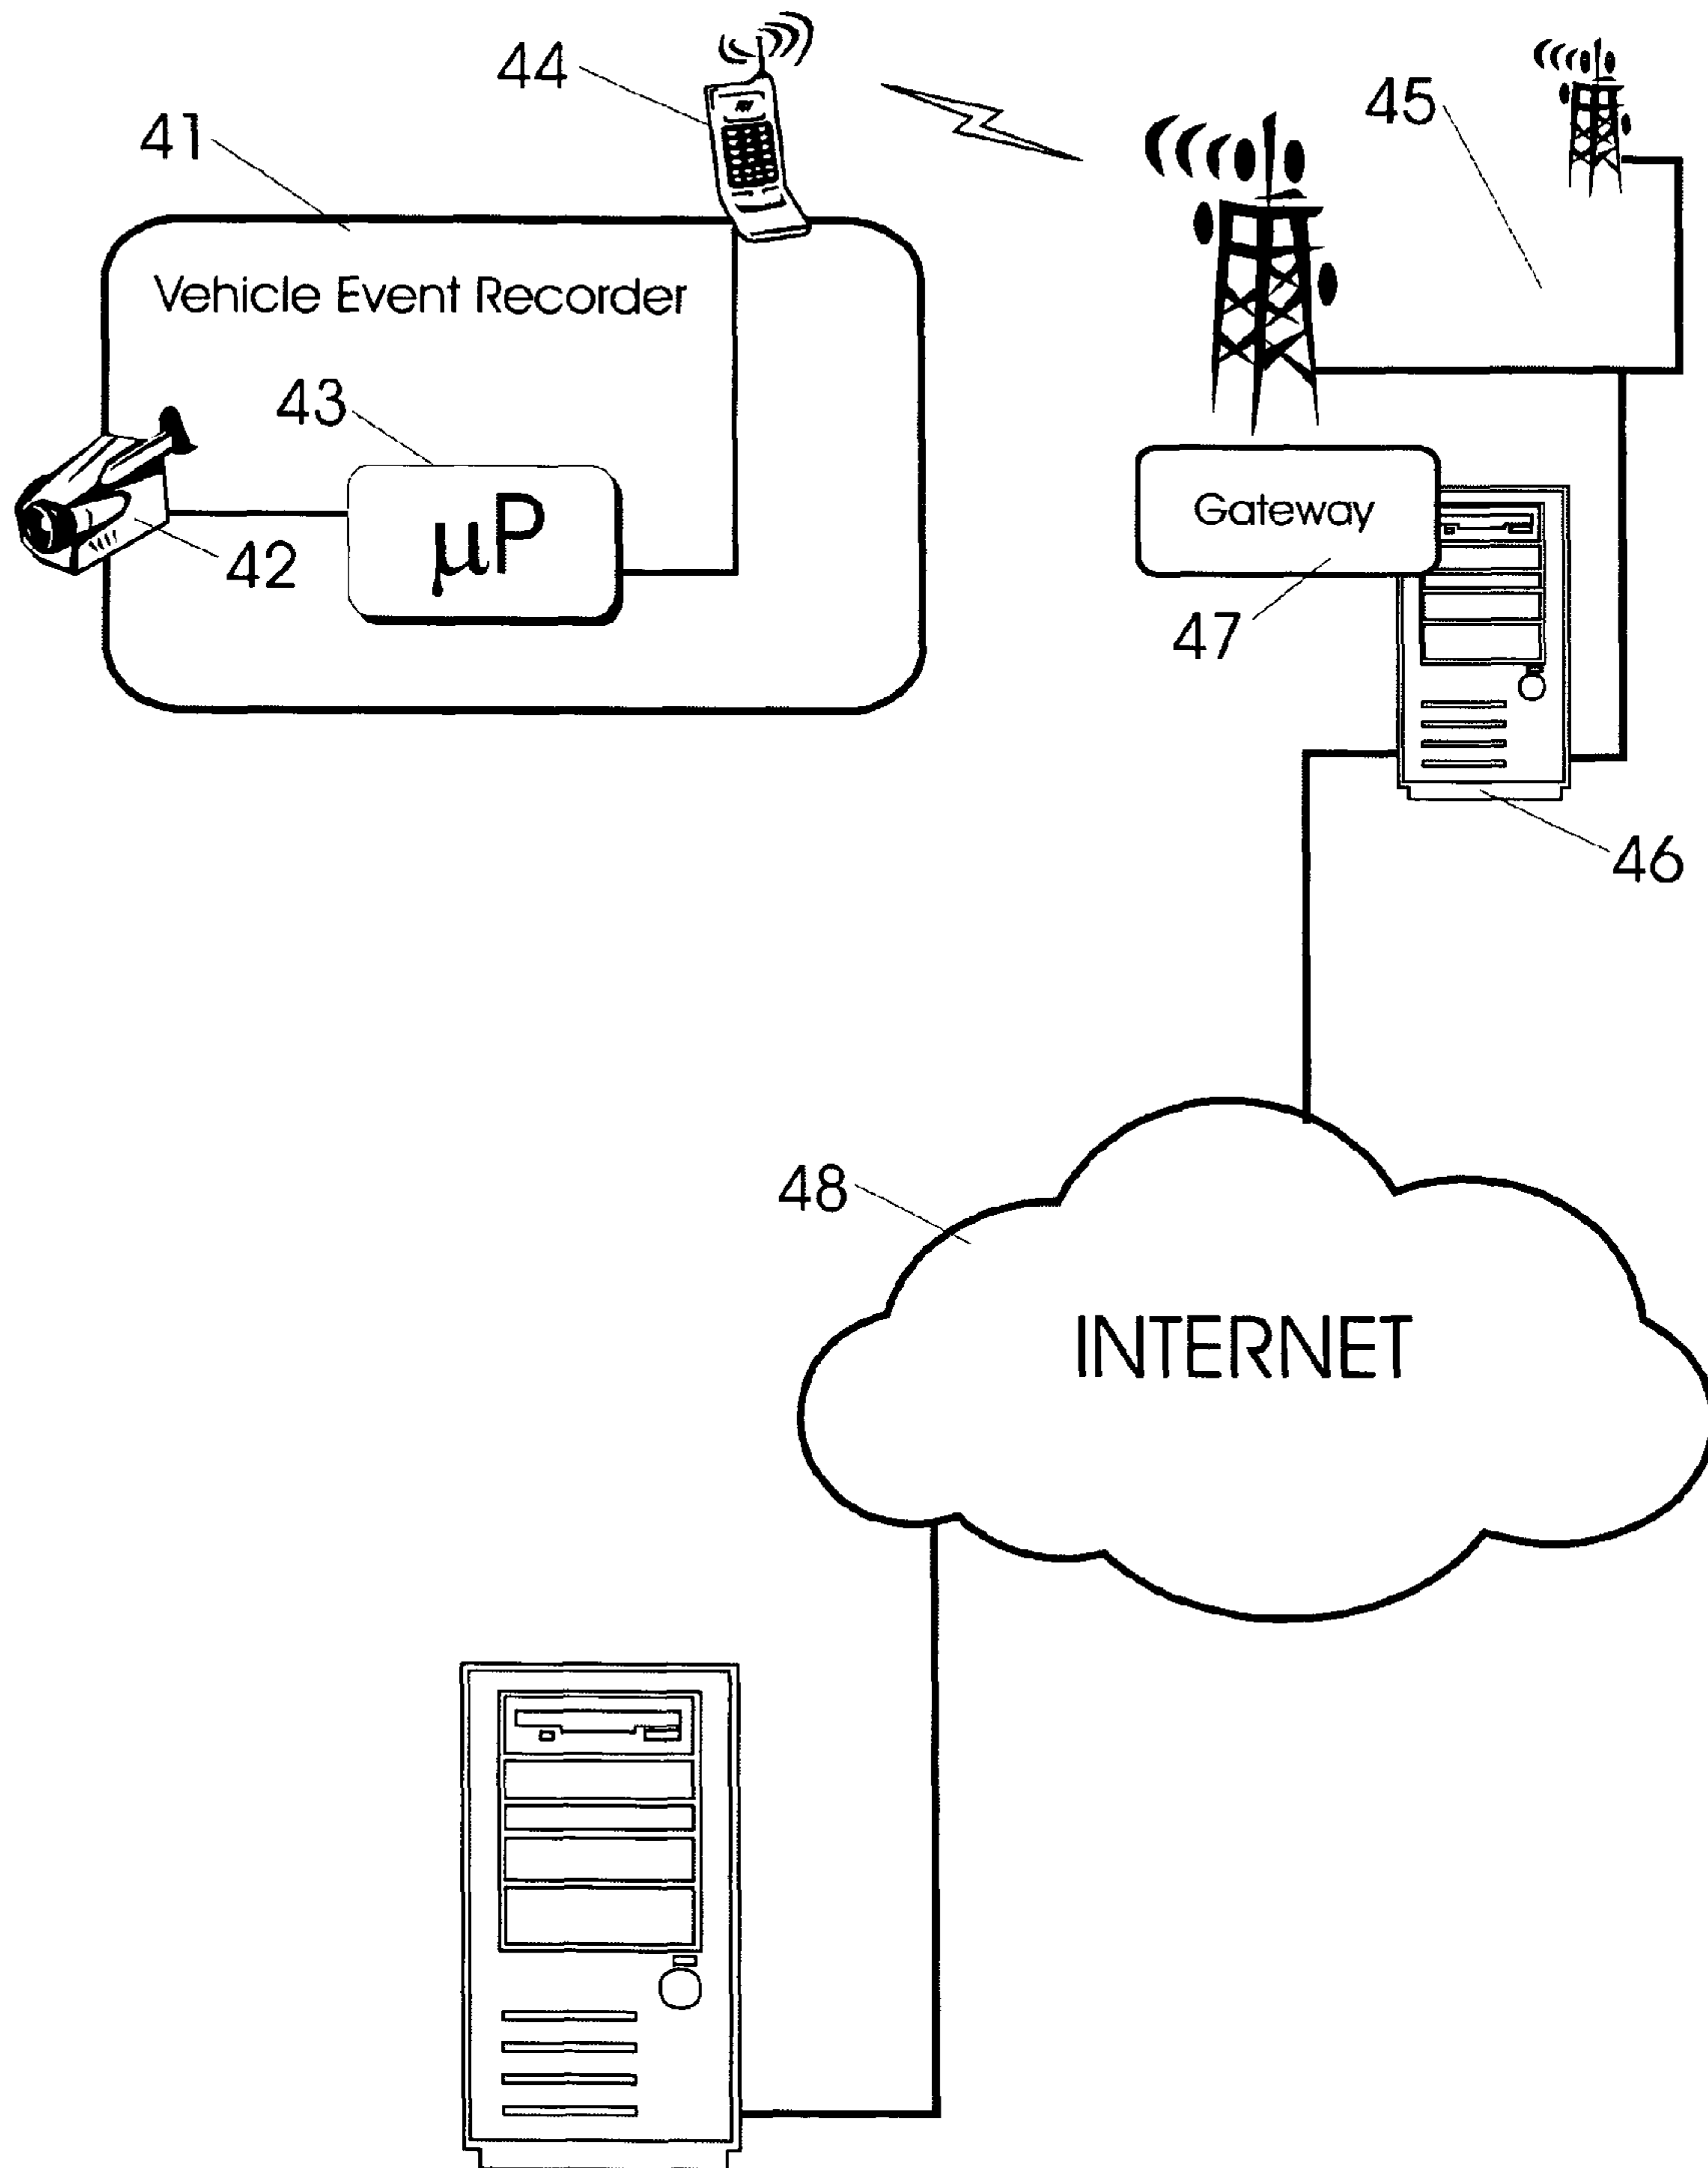 44
45
41
Vehicle Event Recorder
43
µP
42
Gateway
47
46
48
INTERNET